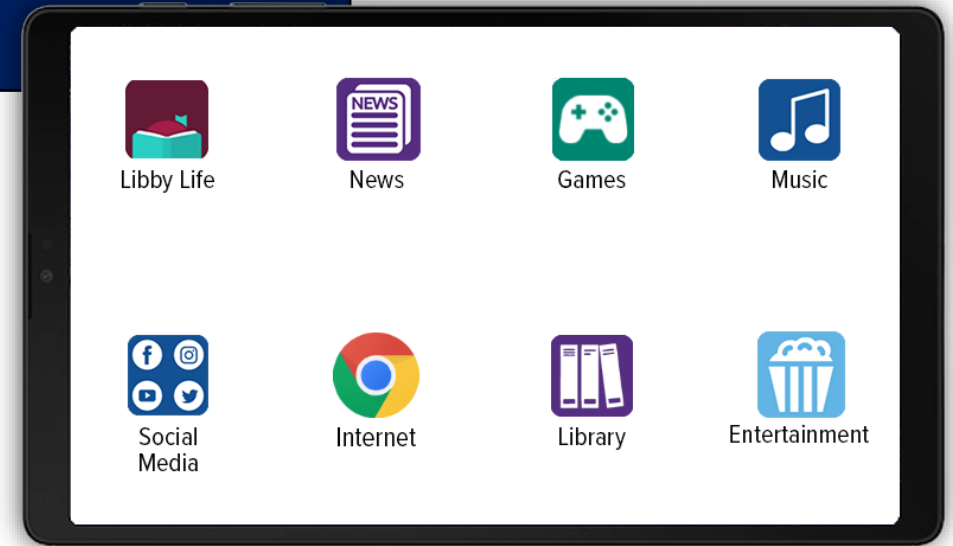 NEWS
Libby Life
News
Games
Music
f
Social
Media
Internet
Library
Entertainment